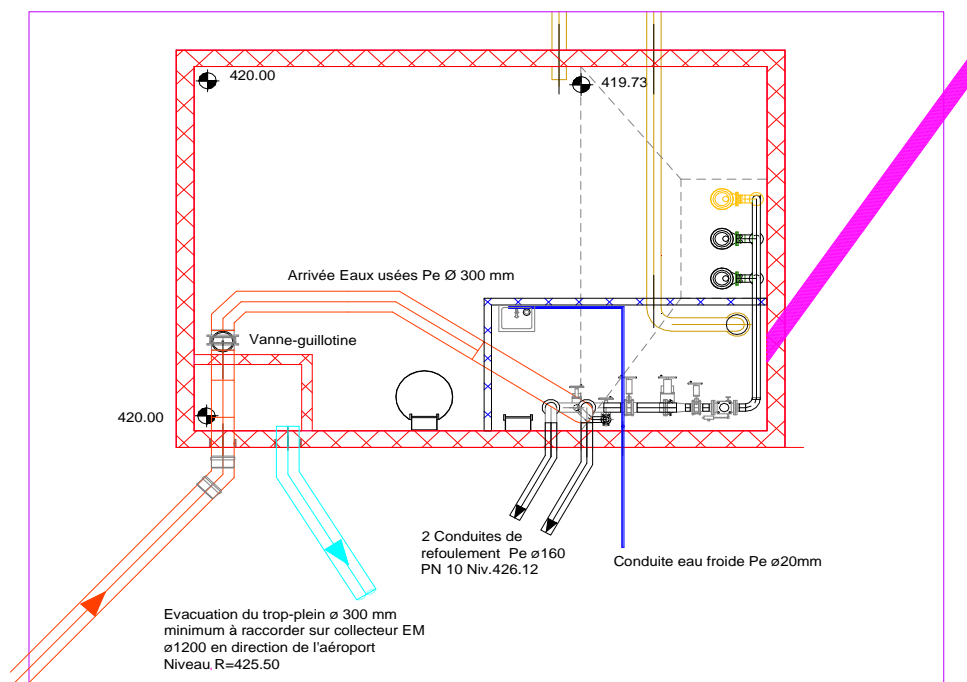 420.00
419.73
Arrivée Eaux usées Pe Ø 300 mm
Vanne-guillotine
420.00
2 Conduites de
refoulement Pe ø160
PN 10 Niv.426.12
Conduite eau froide Pe ø20mm
Evacuation du trop-plein ø 300 mm
minimum à raccorder sur collecteur EM
ø1200 en direction de l'aéroport
Niveau R=425.50